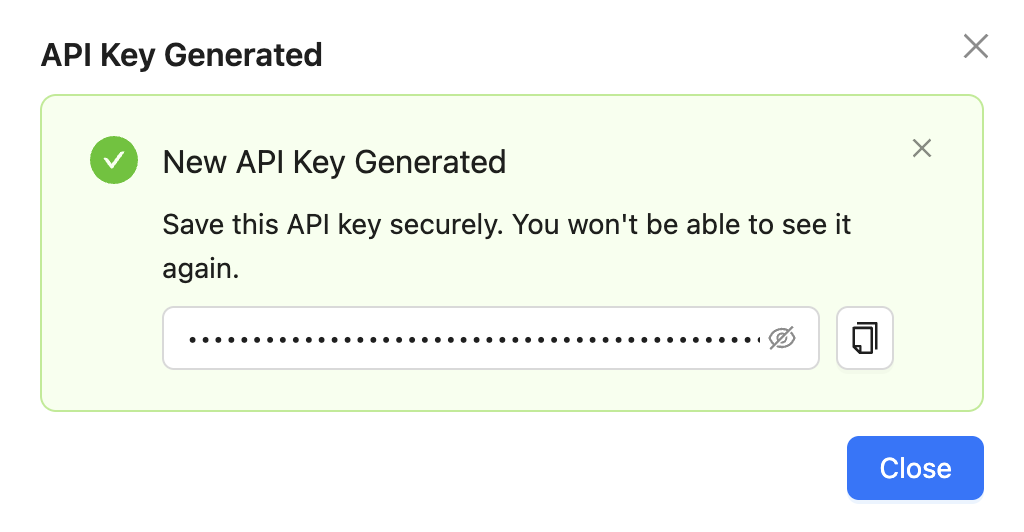 API Key Generated
New API Key Generated
Save this API key securely. You won't be able to see it
again.
Close